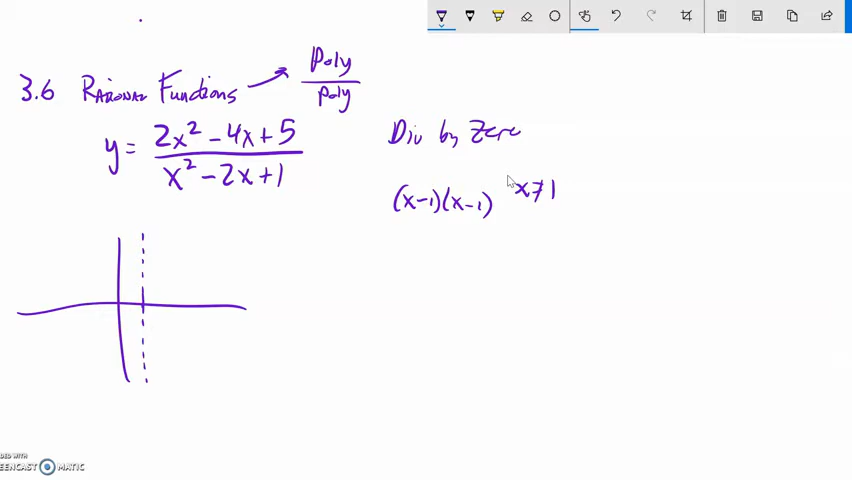 3.6 Rational Functions → Poly / Poly
y = (2x² - 4x + 5) / (x² - 2x + 1)
Div by Zero
(x-1)(x-1) x≠1